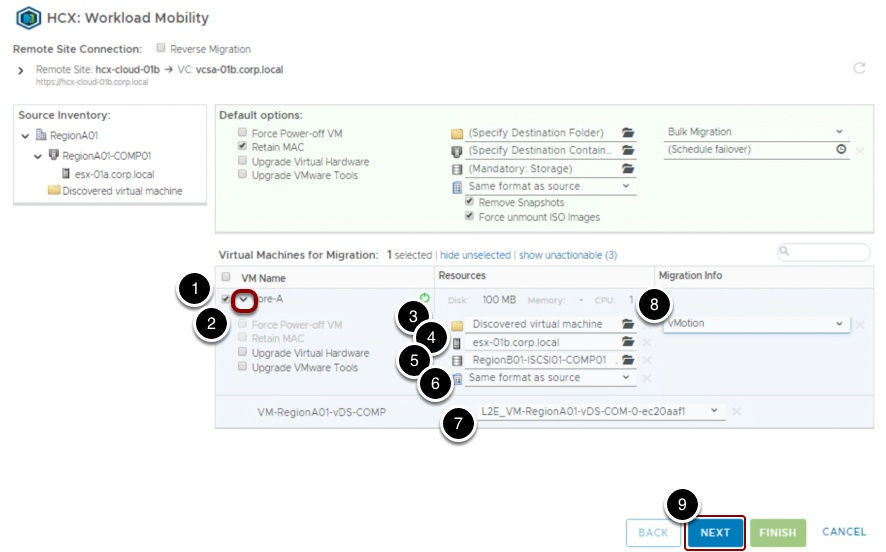 HCX: Workload Mobility
Remote Site Connection: Reverse Migration
Remote Site: hcx-cloud-01b → VC: vcsa-01b.corp.local
https://hcx-cloud-01b.corp.local
Source Inventory:
RegionA01
RegionA01-COMP01
esx-01a.corp.local
Discovered virtual machine
Default options:
Force Power-off VM
Retain MAC
Upgrade Virtual Hardware
Upgrade VMware Tools
(Specify Destination Folder)
(Specify Destination Contain...
(Mandatory: Storage)
Same format as source
Remove Snapshots
Force unmount ISO Images
Bulk Migration
(Schedule failover)
Virtual Machines for Migration: 1 selected | hide unselected | show unactionable (3)
VM Name Resources Migration Info
1
2
ore-A
Disk: 100 MB Memory: - CPU: 1
Force Power-off VM
Retain MAC
Upgrade Virtual Hardware
Upgrade VMware Tools
3
Discovered virtual machine
4
esx-01b.corp.local
5
RegionB01-ISCSI01-COMP01
6
Same format as source
8
vMotion
VM-RegionA01-vDS-COMP
7
L2E_VM-RegionA01-vDS-COM-0-ec20aaf1
9
BACK NEXT FINISH CANCEL